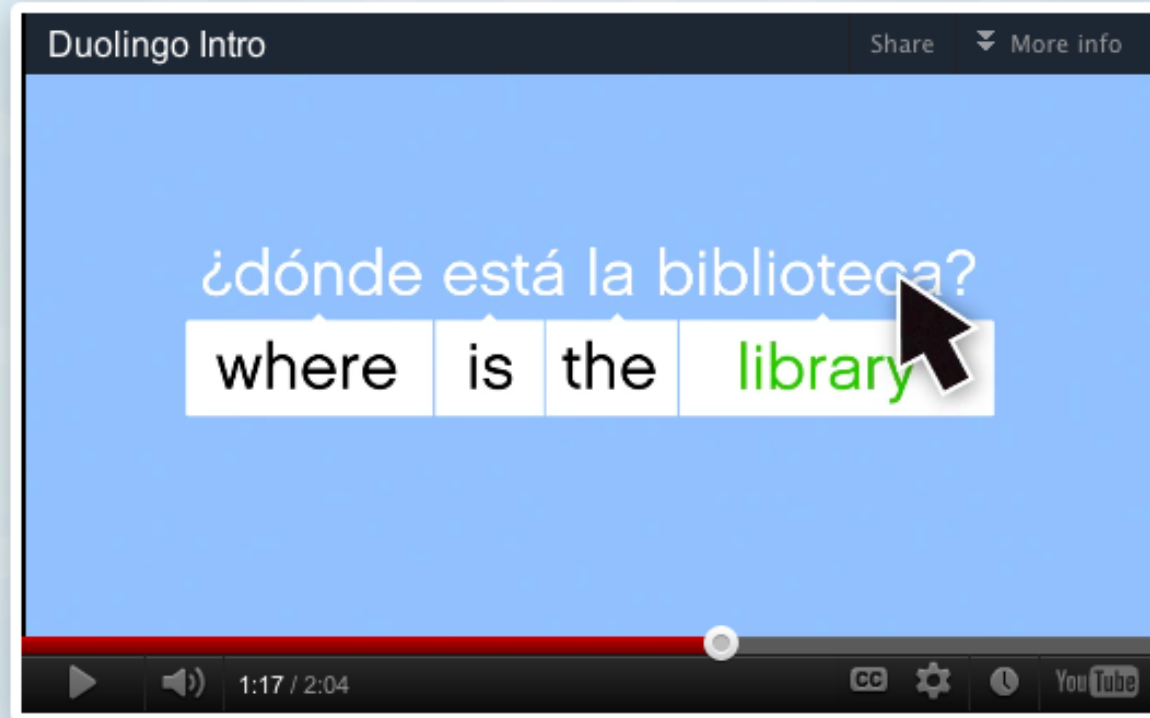 Duolingo Intro Share More info
¿dónde está la biblioteca?
where is the library
1:17 / 2:04 CC YouTube